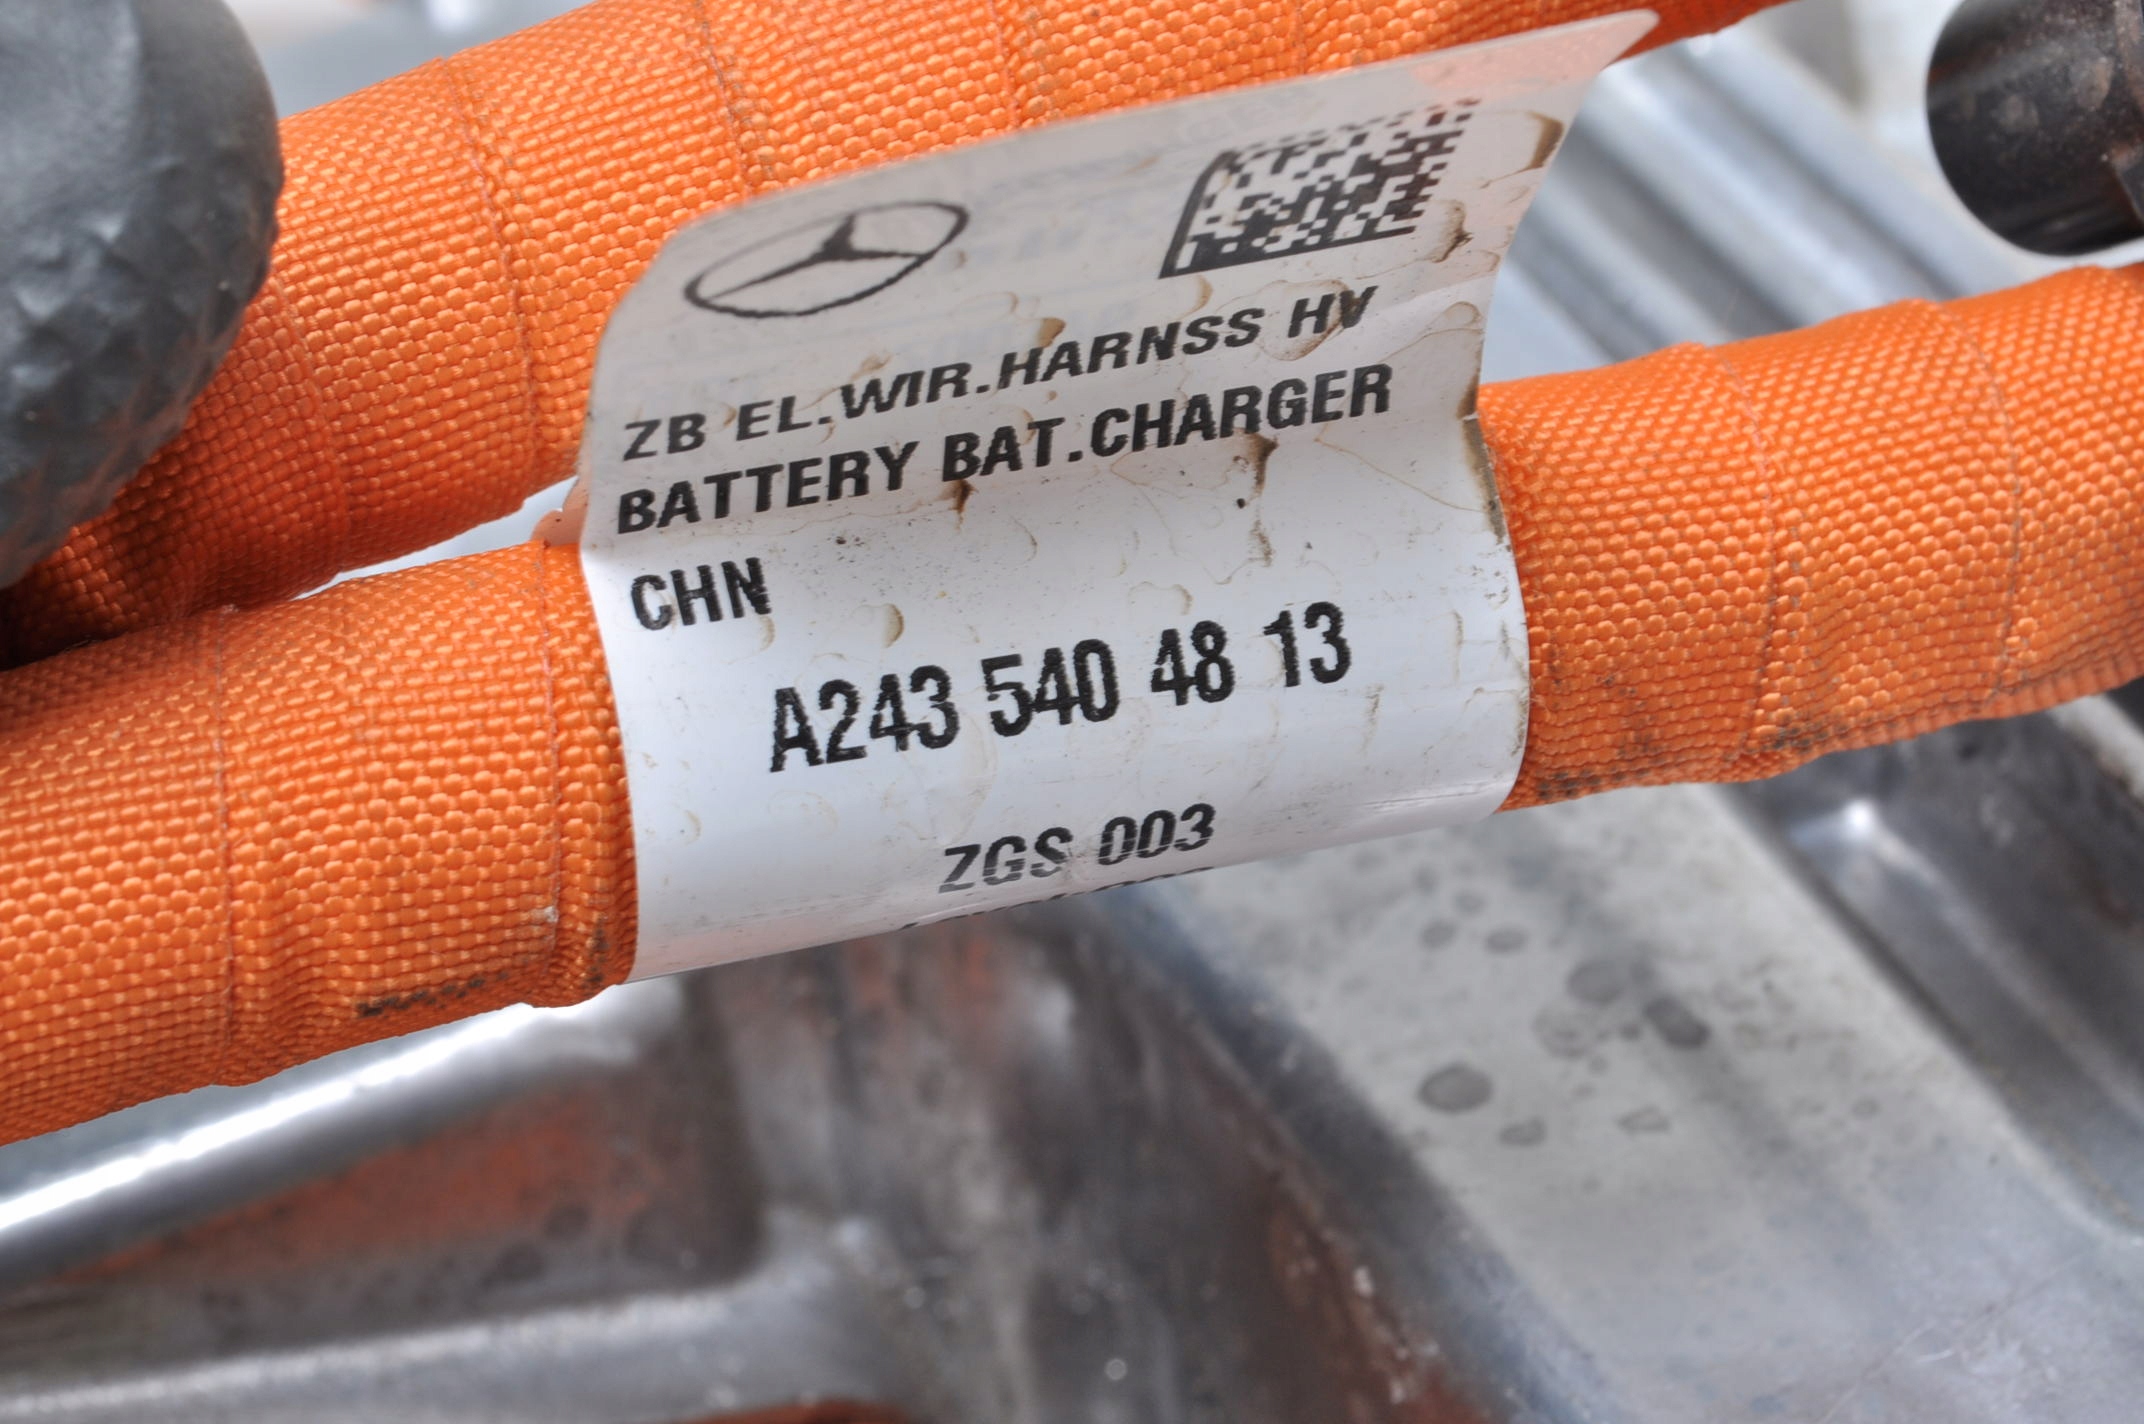 ZB EL.WIR.HARNSS HV
BATTERY BAT.CHARGER
CHN
A243 540 48 13
ZGS 003